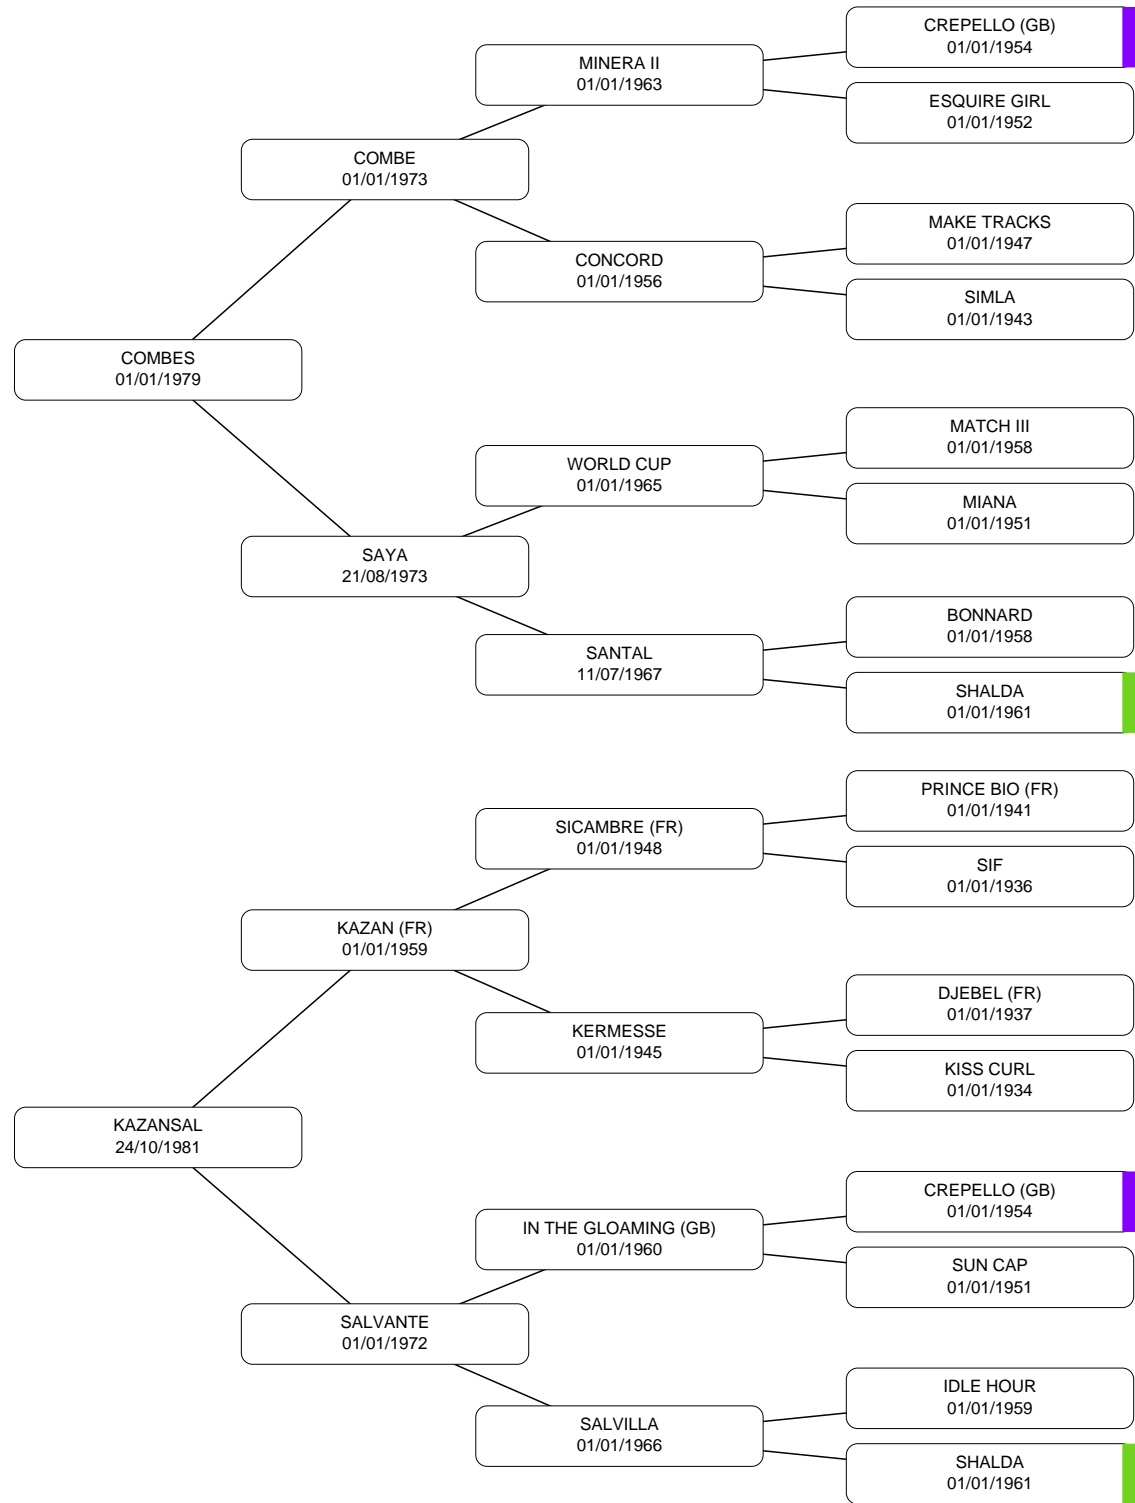 CREPELLO (GB)
01/01/1954
MINERA II
01/01/1963
ESQUIRE GIRL
01/01/1952
COMBE
01/01/1973
MAKE TRACKS
01/01/1947
CONCORD
01/01/1956
SIMLA
01/01/1943
COMBES
01/01/1979
MATCH III
01/01/1958
WORLD CUP
01/01/1965
MIANA
01/01/1951
SAYA
21/08/1973
BONNARD
01/01/1958
SANTAL
11/07/1967
SHALDA
01/01/1961
PRINCE BIO (FR)
01/01/1941
SICAMBRE (FR)
01/01/1948
SIF
01/01/1936
KAZAN (FR)
01/01/1959
DJEBEL (FR)
01/01/1937
KERMESSE
01/01/1945
KISS CURL
01/01/1934
KAZANSAL
24/10/1981
CREPELLO (GB)
01/01/1954
IN THE GLOAMING (GB)
01/01/1960
SUN CAP
01/01/1951
SALVANTE
01/01/1972
IDLE HOUR
01/01/1959
SALVILLA
01/01/1966
SHALDA
01/01/1961